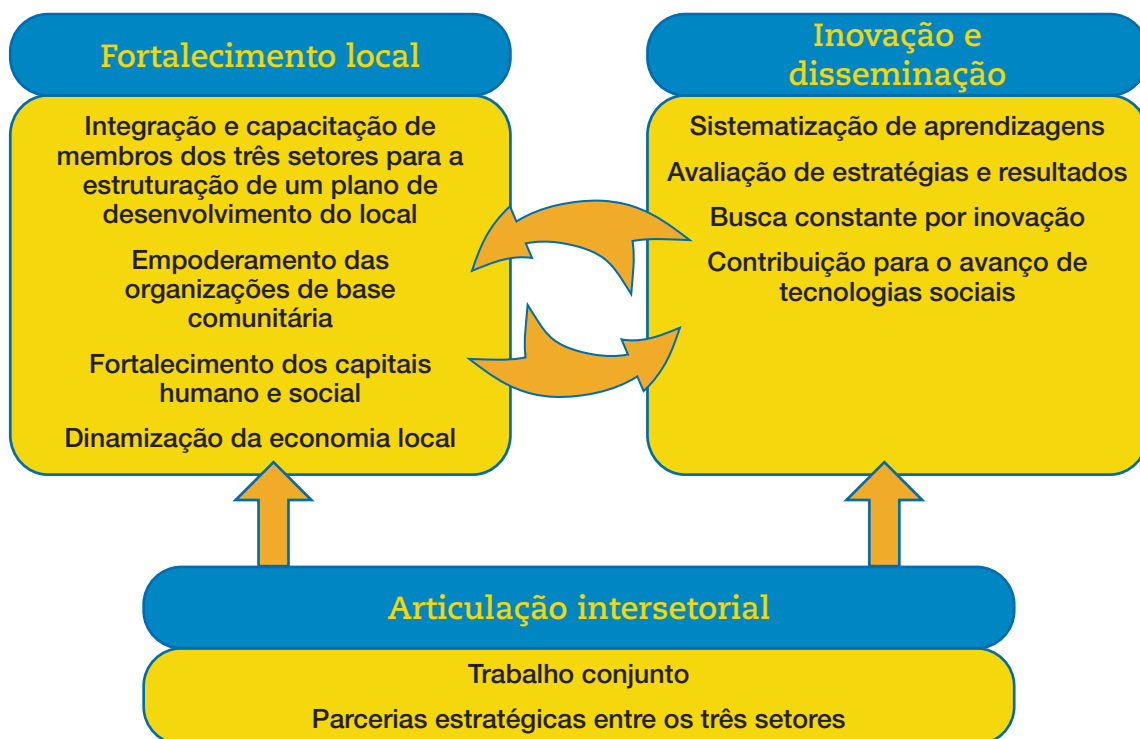 Fortalecimento local
Integração e capacitação de
membros dos três setores para a
estruturação de um plano de
desenvolvimento do local
Empoderamento das
organizações de base
comunitária
Fortalecimento dos capitais
humano e social
Dinamização da economia local
Inovação e
disseminação
Sistematização de aprendizagens
Avaliação de estratégias e resultados
Busca constante por inovação
Contribuição para o avanço de
tecnologias sociais
Articulação intersetorial
Trabalho conjunto
Parcerias estratégicas entre os três setores